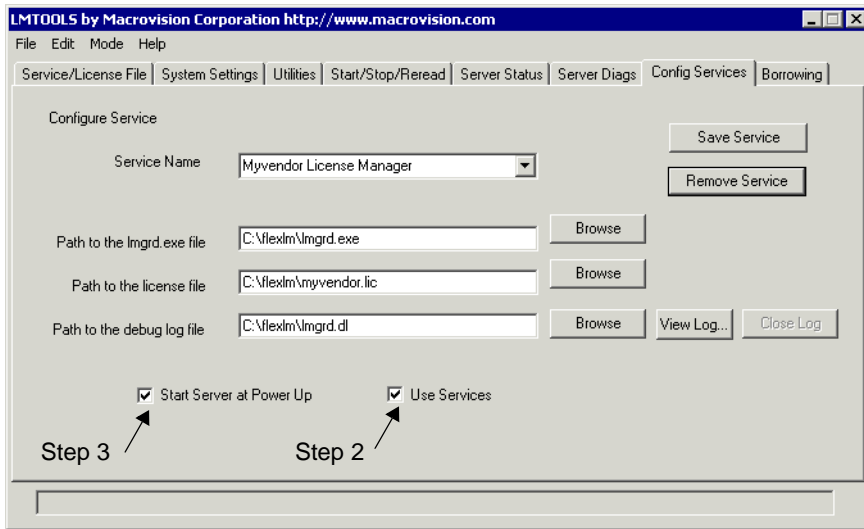 LMTOOLS by Macrovision Corporation http://www.macrovision.com
File Edit Mode Help
Service/License File System Settings Utilities Start/Stop/Reread Server Status Server Diags Config Services Borrowing
Configure Service
Save Service
Service Name Myvendor License Manager
Remove Service
Path to the lmgrd.exe file C:\flexlm\lmgrd.exe Browse
Path to the license file C:\flexlm\myvendor.lic Browse
Path to the debug log file C:\flexlm\lmgrd.dl Browse View Log... Close Log
Start Server at Power Up Use Services
Step 3 Step 2